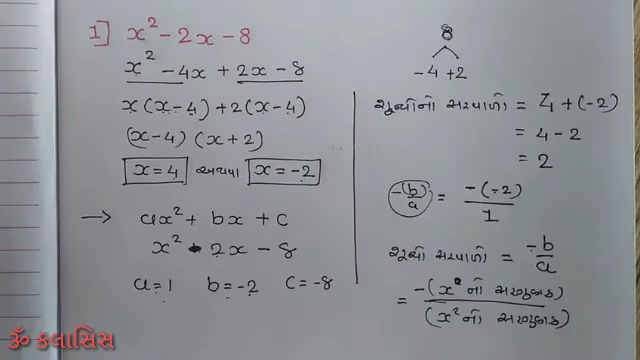 1] x² - 2x - 8
x² - 4x + 2x - 8
x(x-4)+2(x-4)
(x-4) (x+2)
x = 4 અથવા x = -2
→ ax² + bx + c
x² - 2x - 8
a = 1 b = -2 c = -8
8
-4 +2
શૂન્યોનો સરવાળો = 4 + (-2)
= 4 - 2
= 2
-(b)/a = -(-2)/1
શૂન્યો સરવાળો = -b/a
= -(x² નો સહગુણક)/(x² નો સહગુણક)
ૐ કલાસિસ